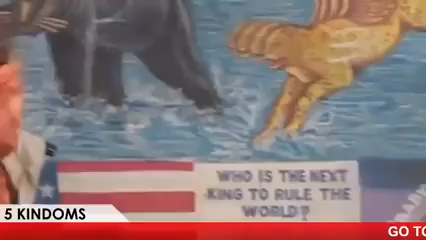 WHO IS THE NEXT
KING TO RULE THE
WORLD?
5 KINDOMS
GO TO